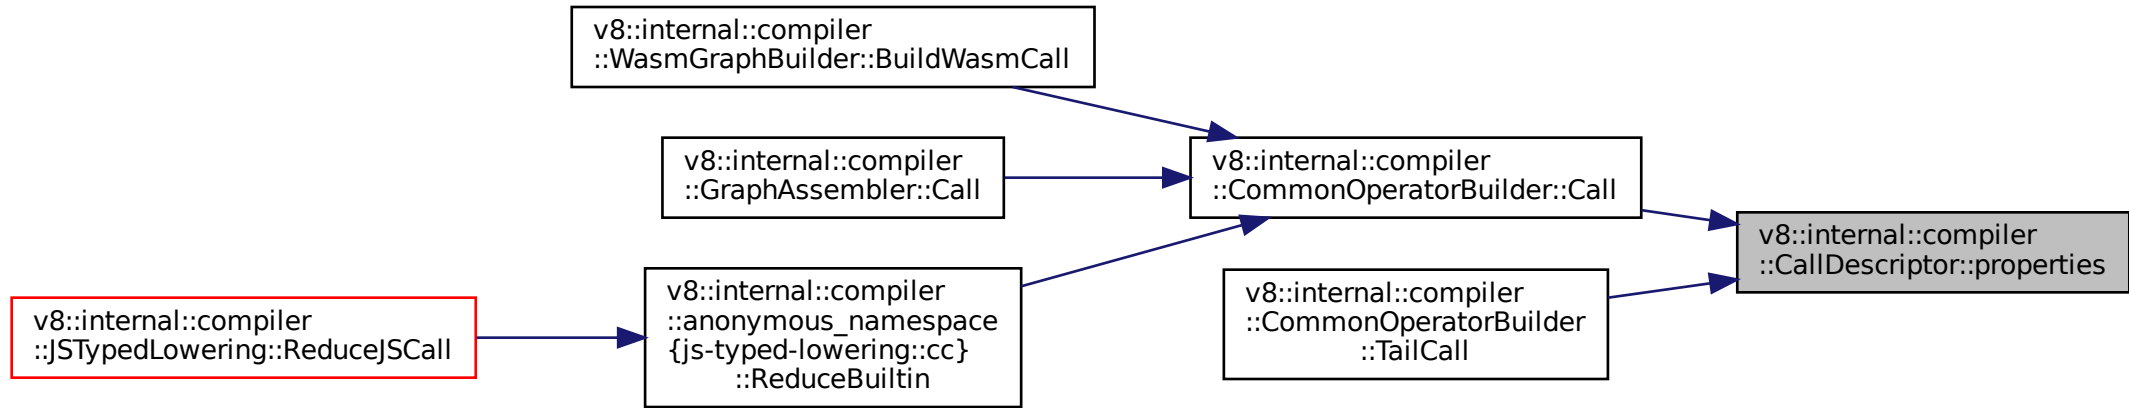 v8::internal::compiler
::WasmGraphBuilder::BuildWasmCall
v8::internal::compiler
::GraphAssembler::Call
v8::internal::compiler
::CommonOperatorBuilder::Call
v8::internal::compiler
::CallDescriptor::properties
v8::internal::compiler
::JSTypedLowering::ReduceJSCall
v8::internal::compiler
::anonymous_namespace
{js-typed-lowering::cc}
::ReduceBuiltin
v8::internal::compiler
::CommonOperatorBuilder
::TailCall